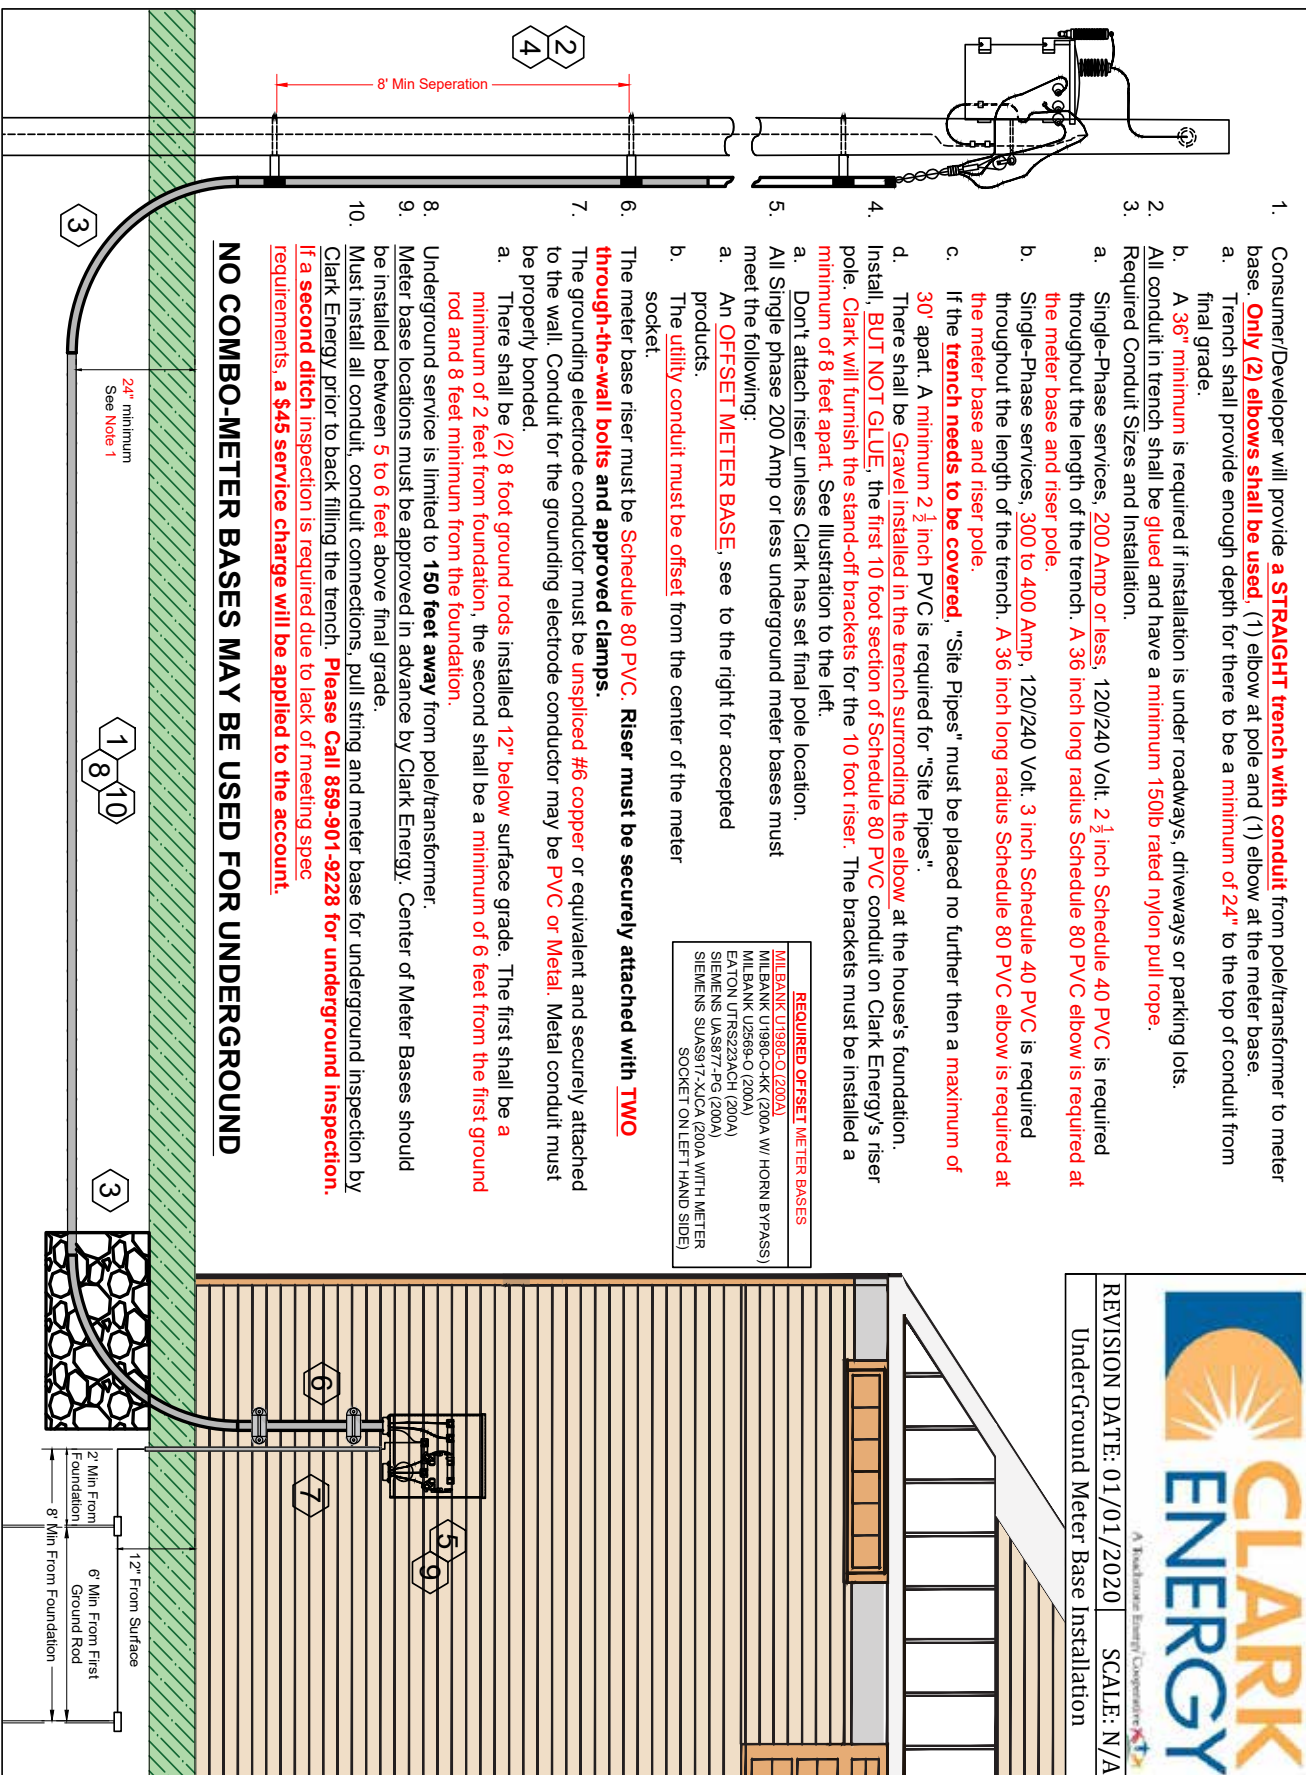 1. Consumer/Developer will provide a STRAIGHT trench with conduit from pole/transformer to meter
base. Only (2) elbows shall be used, (1) elbow at pole and (1) elbow at the meter base.
a. Trench shall provide enough depth for there to be a minimum of 24" to the top of conduit from
final grade.
b. A 36" minimum is required if installation is under roadways, driveways or parking lots.
2. All conduit in trench shall be glued and have a minimum 150lb rated nylon pull rope.
3. Required Conduit Sizes and Installation.
a. Single-Phase services, 200 Amp or less, 120/240 Volt. 2 ½ inch Schedule 40 PVC is required
throughout the length of the trench. A 36 inch long radius Schedule 80 PVC elbow is required at
the meter base and riser pole.
b. Single-Phase services, 300 to 400 Amp, 120/240 Volt. 3 inch Schedule 40 PVC is required
throughout the length of the trench. A 36 inch long radius Schedule 80 PVC elbow is required at
the meter base and riser pole.
c. If the trench needs to be covered, "Site Pipes" must be placed no further then a maximum of
30' apart. A minimum 2 ½ inch PVC is required for "Site Pipes".
d. There shall be Gravel installed in the trench surronding the elbow at the house's foundation.
4. Install, BUT NOT GLUE, the first 10 foot section of Schedule 80 PVC conduit on Clark Energy's riser
pole. Clark will furnish the stand-off brackets for the 10 foot riser. The brackets must be installed a
minimum of 8 feet apart. See Illustration to the left.
a. Don't attach riser unless Clark has set final pole location.
5. All Single phase 200 Amp or less underground meter bases must
meet the following:
a. An OFFSET METER BASE, see to the right for accepted
products.
b. The utility conduit must be offset from the center of the meter
socket.
6. The meter base riser must be Schedule 80 PVC. Riser must be securely attached with TWO
through-the-wall bolts and approved clamps.
7. The grounding electrode conductor must be unspliced #6 copper or equivalent and securely attached
to the wall. Conduit for the grounding electrode conductor may be PVC or Metal. Metal conduit must
be properly bonded.
a. There shall be (2) 8 foot ground rods installed 12" below surface grade. The first shall be a
minimum of 2 feet from foundation, the second shall be a minimum of 6 feet from the first ground
rod and 8 feet minimum from the foundation.
8. Underground service is limited to 150 feet away from pole/transformer.
9. Meter base locations must be approved in advance by Clark Energy. Center of Meter Bases should
be installed between 5 to 6 feet above final grade.
10. Must install all conduit, conduit connections, pull string and meter base for underground inspection by
Clark Energy prior to back filling the trench. Please Call 859-901-9228 for underground inspection.
If a second ditch inspection is required due to lack of meeting spec
requirements, a $45 service charge will be applied to the account.
NO COMBO-METER BASES MAY BE USED FOR UNDERGROUND
REQUIRED OFFSET METER BASES
MILBANK U1980-O (200A)
MILBANK U1980-O-KK (200A W/ HORN BYPASS)
MILBANK U2569-O (200A)
EATON UTRS223ACH (200A)
SIEMENS UAS877-PG (200A)
SIEMENS SUAS917-XJCA (200A WITH METER
SOCKET ON LEFT HAND SIDE)
CLARK
ENERGY
A Touchstone Energy Cooperative
REVISION DATE: 01/01/2020 SCALE: N/A
UnderGround Meter Base Installation
8' Min Seperation
2
4
3
24" minimum
See Note 1
1
8
10
3
6
7
5
9
12" From Surface
2' Min From
Foundation
6' Min From First
Ground Rod
8' Min From Foundation